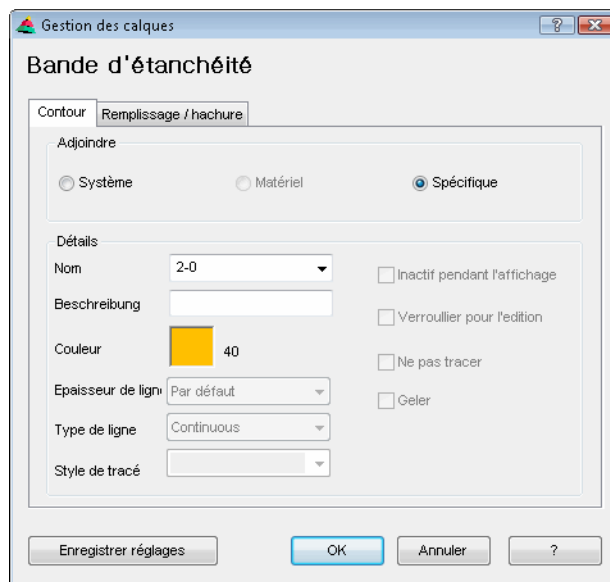 Gestion des calques
Bande d'étanchéité
Contour
Remplissage / hachure
Adjoindre
Système
Matériel
Spécifique
Détails
Nom
2-0
Inactif pendant l'affichage
Beschreibung
Verroullier pour l'edition
Couleur
40
Ne pas tracer
Epaisseur de lign
Par défaut
Geler
Type de ligne
Continuous
Style de tracé
Enregistrer réglages
OK
Annuler
?